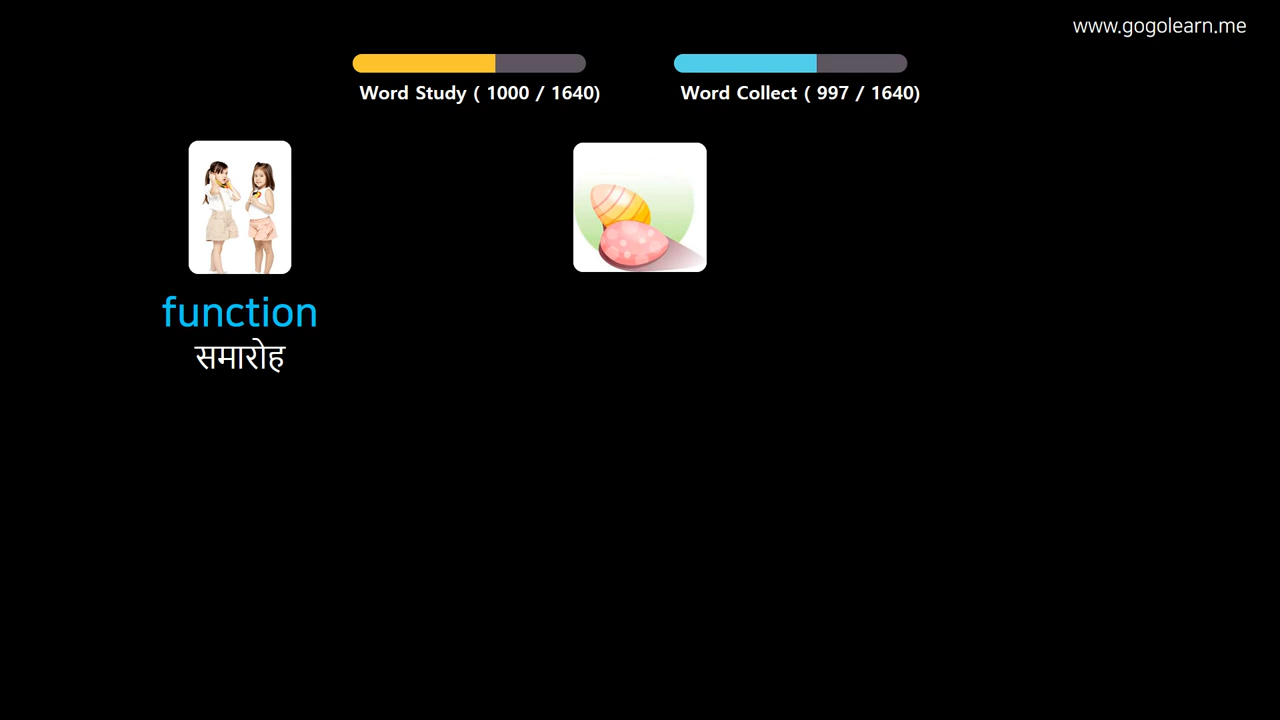 www.gogolearn.me
Word Study ( 1000 / 1640)
Word Collect ( 997 / 1640)
function
समारोह